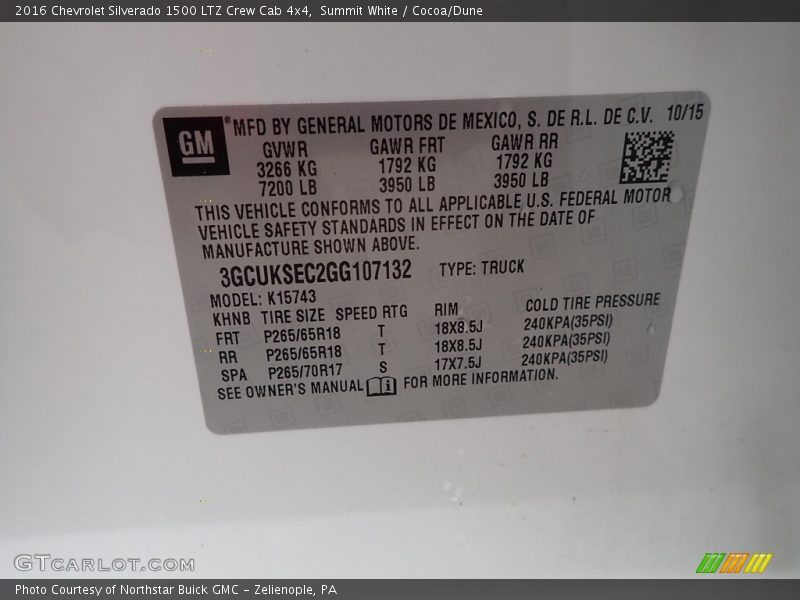 2016 Chevrolet Silverado 1500 LTZ Crew Cab 4x4, Summit White / Cocoa/Dune
GM ® MFD BY GENERAL MOTORS DE MEXICO, S. DE R.L. DE C.V. 10/15
GVWR GAWR FRT GAWR RR
3266 KG 1792 KG 1792 KG
7200 LB 3950 LB 3950 LB
THIS VEHICLE CONFORMS TO ALL APPLICABLE U.S. FEDERAL MOTOR
VEHICLE SAFETY STANDARDS IN EFFECT ON THE DATE OF
MANUFACTURE SHOWN ABOVE.
3GCUKSEC2GG107132 TYPE: TRUCK
MODEL: K15743
KHNB TIRE SIZE SPEED RTG RIM COLD TIRE PRESSURE
FRT P265/65R18 T 18X8.5J 240KPA(35PSI)
RR P265/65R18 T 18X8.5J 240KPA(35PSI)
SPA P265/70R17 S 17X7.5J 240KPA(35PSI)
SEE OWNER'S MANUAL FOR MORE INFORMATION.
GTCARLOT.COM
Photo Courtesy of Northstar Buick GMC – Zelienople, PA